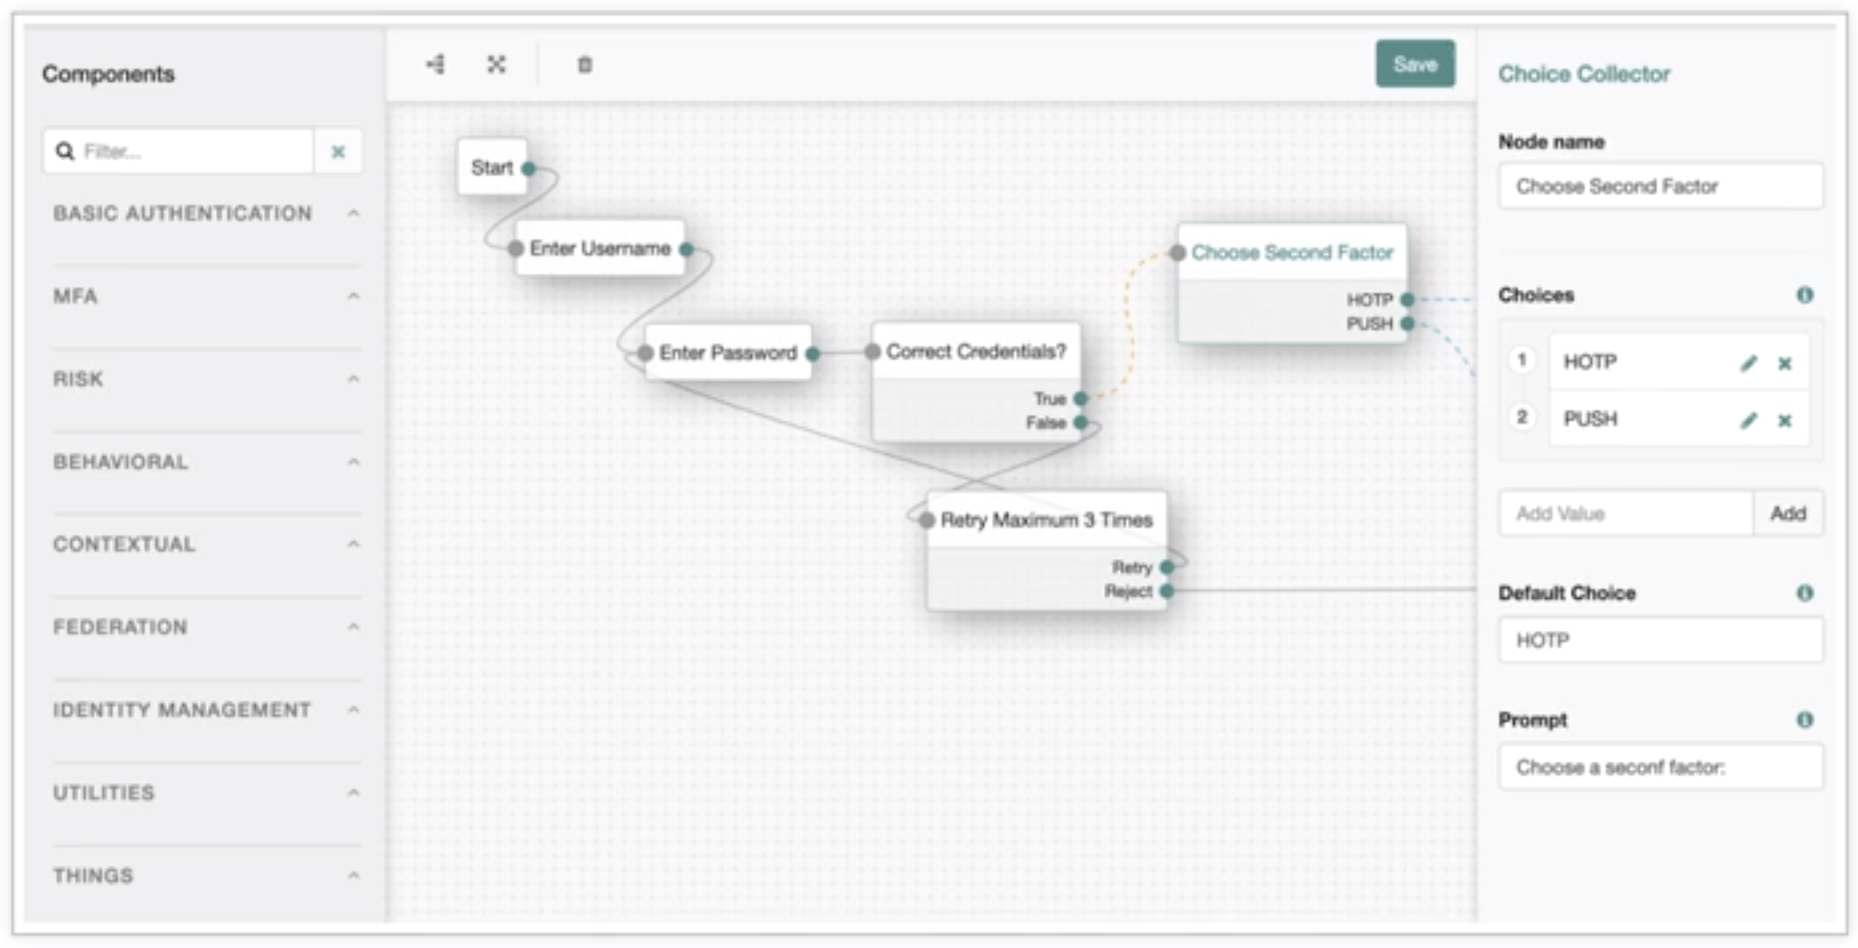 Components
Filter...
BASIC AUTHENTICATION
MFA
RISK
BEHAVIORAL
CONTEXTUAL
FEDERATION
IDENTITY MANAGEMENT
UTILITIES
THINGS
Save
Start
Enter Username
Enter Password
Correct Credentials?
True
False
Retry Maximum 3 Times
Retry
Reject
Choose Second Factor
HOTP
PUSH
Choice Collector
Node name
Choose Second Factor
Choices
1 HOTP
2 PUSH
Add Value Add
Default Choice
HOTP
Prompt
Choose a seconf factor: